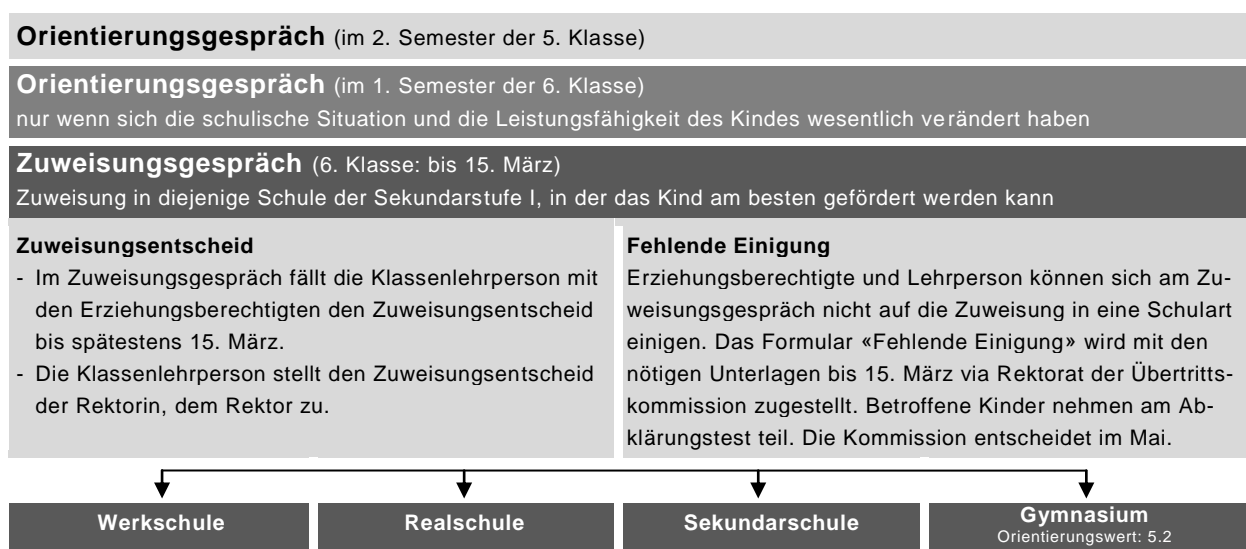 Orientierungsgespräch (im 2. Semester der 5. Klasse)
Orientierungsgespräch (im 1. Semester der 6. Klasse)
nur wenn sich die schulische Situation und die Leistungsfähigkeit des Kindes wesentlich verändert haben
Zuweisungsgespräch (6. Klasse: bis 15. März)
Zuweisung in diejenige Schule der Sekundarstufe I, in der das Kind am besten gefördert werden kann
Zuweisungsentscheid
- Im Zuweisungsgespräch fällt die Klassenlehrperson mit
den Erziehungsberechtigten den Zuweisungsentscheid
bis spätestens 15. März.
- Die Klassenlehrperson stellt den Zuweisungsentscheid
der Rektorin, dem Rektor zu.
Fehlende Einigung
Erziehungsberechtigte und Lehrperson können sich am Zu-
weisungsgespräch nicht auf die Zuweisung in eine Schulart
einigen. Das Formular «Fehlende Einigung» wird mit den
nötigen Unterlagen bis 15. März via Rektorat der Übertritts-
kommission zugestellt. Betroffene Kinder nehmen am Ab-
klärungstest teil. Die Kommission entscheidet im Mai.
Werkschule
Realschule
Sekundarschule
Gymnasium
Orientierungswert: 5.2